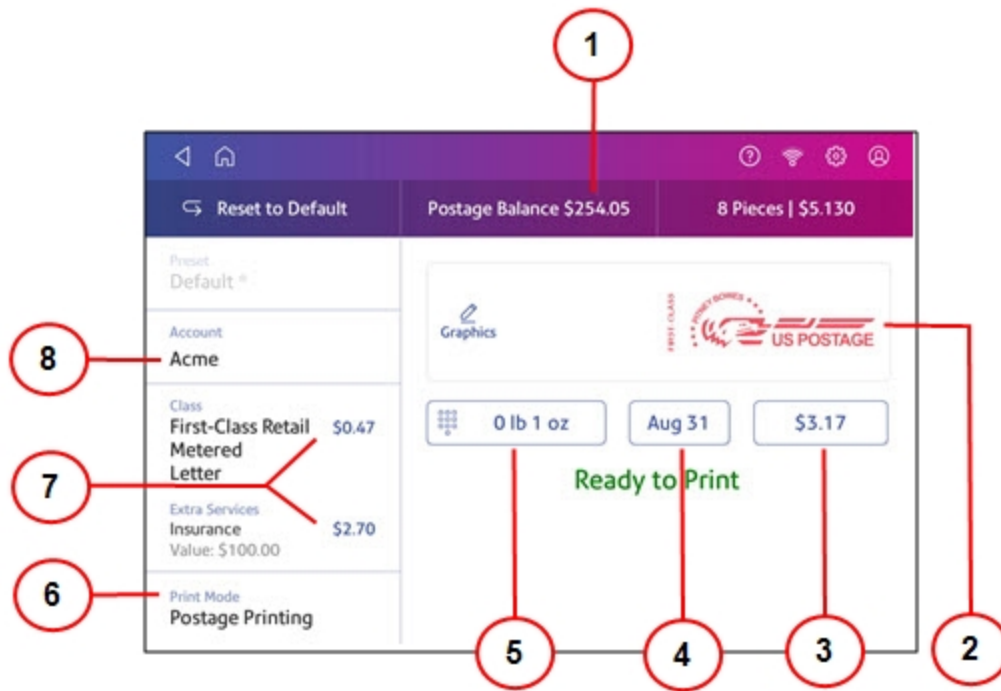 1
Reset to Default
Postage Balance $254.05
8 Pieces | $5.130
Preset
Default *
Graphics
FIRST-CLASS
PITNEY BOWES
US POSTAGE
2
8
Account
Acme
Class
First-Class Retail $0.47
Metered
Letter
7
Extra Services
Insurance $2.70
Value: $100.00
6
Print Mode
Postage Printing
0 lb 1 oz
Aug 31
$3.17
Ready to Print
5
4
3